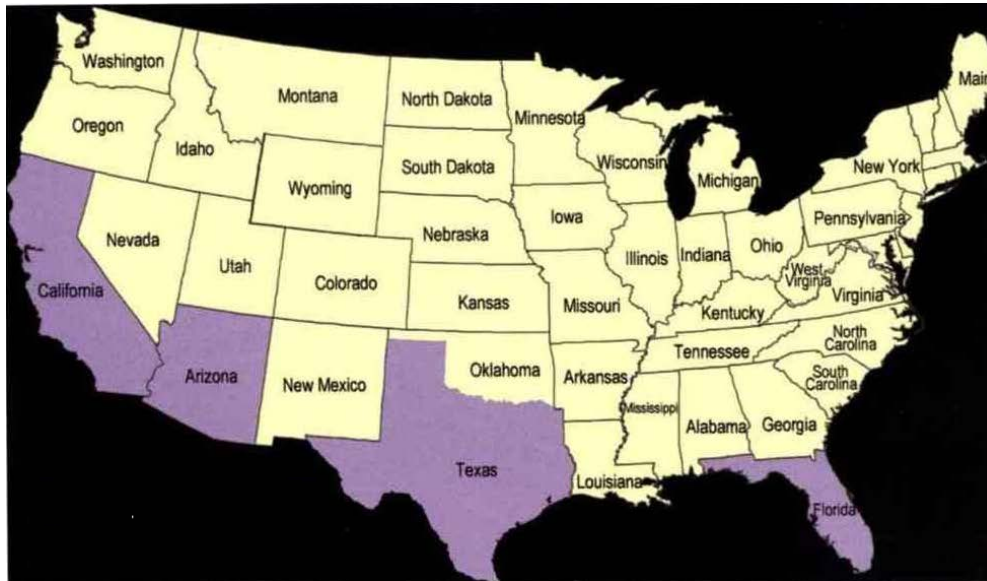 Washington
Montana
North Dakota
Minnesota
Oregon
Idaho
South Dakota
Wisconsin
Wyoming
Michigan
New York
Nevada
Nebraska
Iowa
Pennsylvania
Utah
Colorado
Illinois
Indiana
Ohio
West
Virginia
Virginia
California
Kansas
Missouri
Kentucky
North
Carolina
Tennessee
Arizona
New Mexico
Oklahoma
Arkansas
South
Carolina
Mississippi
Alabama
Georgia
Texas
Louisiana
Florida
Main